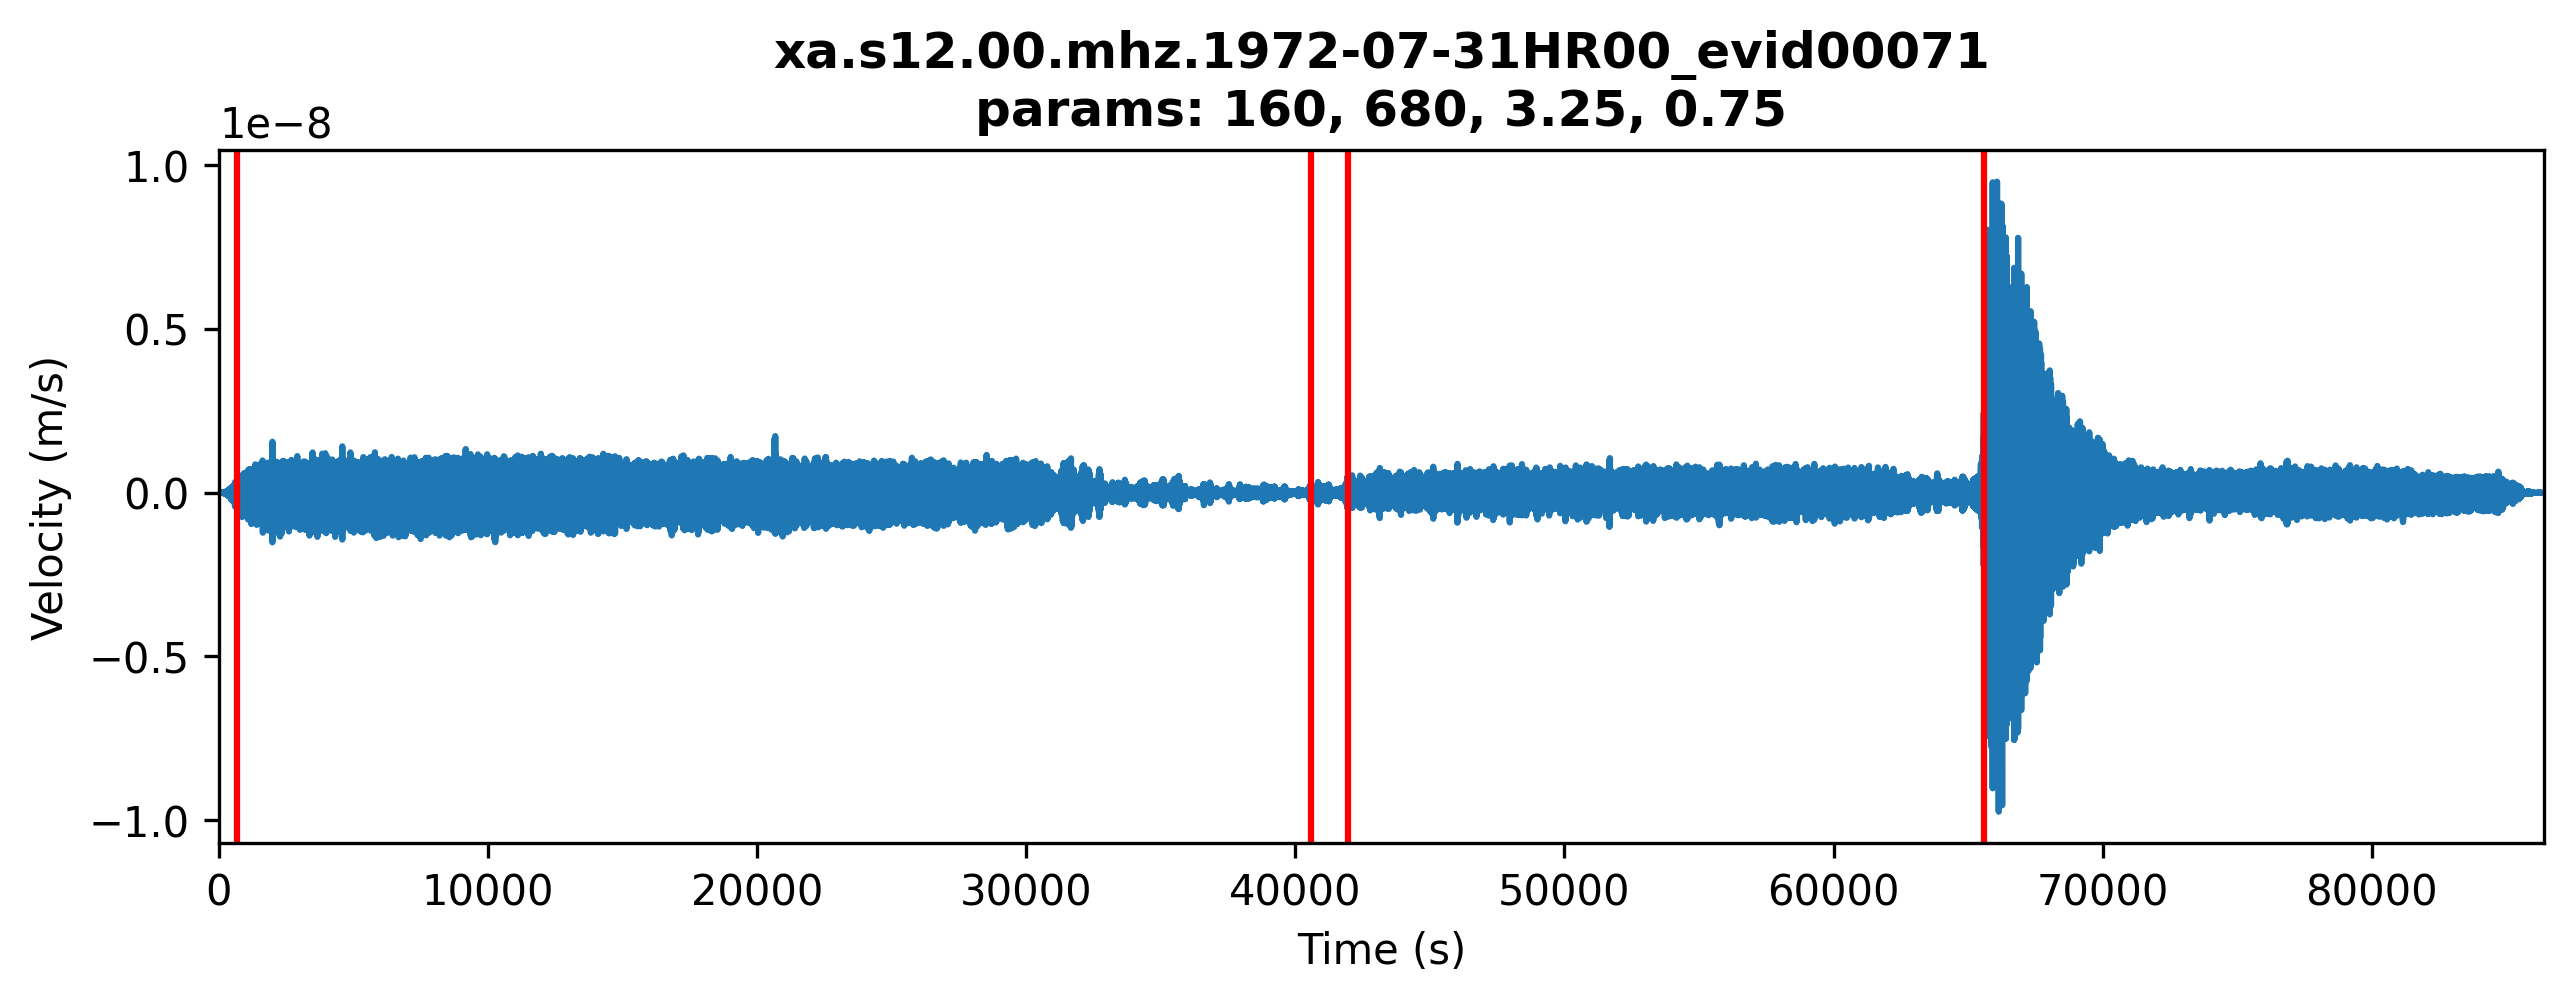 xa.s12.00.mhz.1972-07-31HR00_evid00071
params: 160, 680, 3.25, 0.75
1e−8
1.0
0.5
0.0
−0.5
−1.0
Velocity (m/s)
0 10000 20000 30000 40000 50000 60000 70000 80000
Time (s)